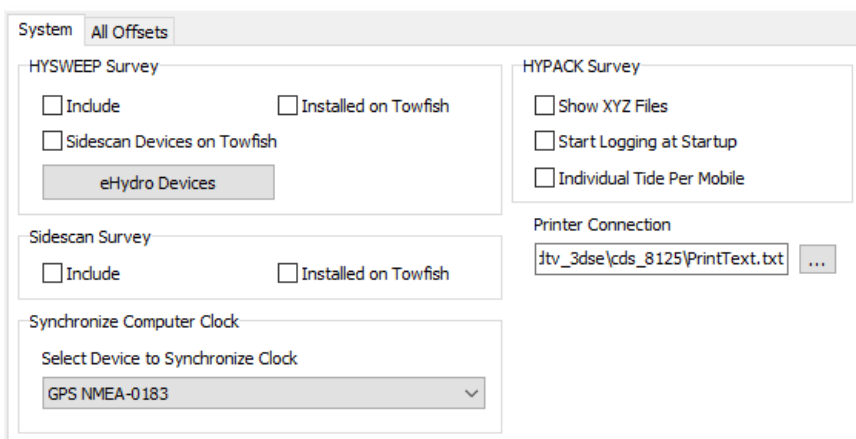 System
All Offsets
HYSWEEP Survey
Include
Installed on Towfish
Sidescan Devices on Towfish
eHydro Devices
Sidescan Survey
Include
Installed on Towfish
Synchronize Computer Clock
Select Device to Synchronize Clock
GPS NMEA-0183
HYPACK Survey
Show XYZ Files
Start Logging at Startup
Individual Tide Per Mobile
Printer Connection
ltv_3dse\cds_8125\PrintText.txt
...